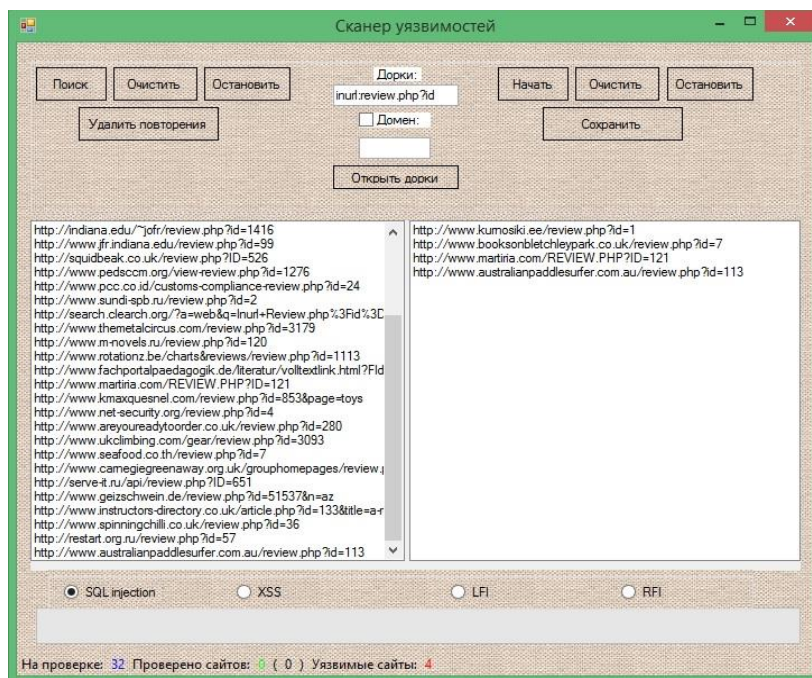 Сканер уязвимостей
Поиск
Очистить
Остановить
Удалить повторения
Дорки:
inurl:review.php?id
Домен:
Открыть дорки
Начать
Очистить
Остановить
Сохранить
http://indiana.edu/~jofr/review.php?id=1416
http://www.jfr.indiana.edu/review.php?id=99
http://squidbeak.co.uk/review.php?ID=526
http://www.pedsccm.org/view-review.php?id=1276
http://www.pcc.co.id/customs-compliance-review.php?id=24
http://www.sundi-spb.ru/review.php?id=2
http://search.clearch.org/?a=web&q=Inurl+Review.php%3Fid%3D
http://www.themetalcircus.com/review.php?id=3179
http://www.m-novels.ru/review.php?id=120
http://www.rotationz.be/charts&reviews/review.php?id=1113
http://www.fachportalpaedagogik.de/literatur/volltextlink.html?FId
http://www.martiria.com/REVIEW.PHP?ID=121
http://www.kmaxquesnel.com/review.php?id=853&page=toys
http://www.net-security.org/review.php?id=4
http://www.areyoureadytoorder.co.uk/review.php?id=280
http://www.ukclimbing.com/gear/review.php?id=3093
http://www.seafood.co.th/review.php?id=7
http://www.carnegiegreenaway.org.uk/grouphomepages/review.p
http://serve-it.ru/api/review.php?ID=651
http://www.geizschwein.de/review.php?id=51537&n=az
http://www.instructors-directory.co.uk/article.php?id=133&title=a-r
http://www.spinningchilli.co.uk/review.php?id=36
http://restart.org.ru/review.php?id=57
http://www.australianpaddlesurfer.com.au/review.php?id=113
http://www.kumosiki.ee/review.php?id=1
http://www.booksonbletchleypark.co.uk/review.php?id=7
http://www.martiria.com/REVIEW.PHP?ID=121
http://www.australianpaddlesurfer.com.au/review.php?id=113
SQL injection
XSS
LFI
RFI
На проверке: 32 Проверено сайтов: 0 ( 0 ) Уязвимые сайты: 4